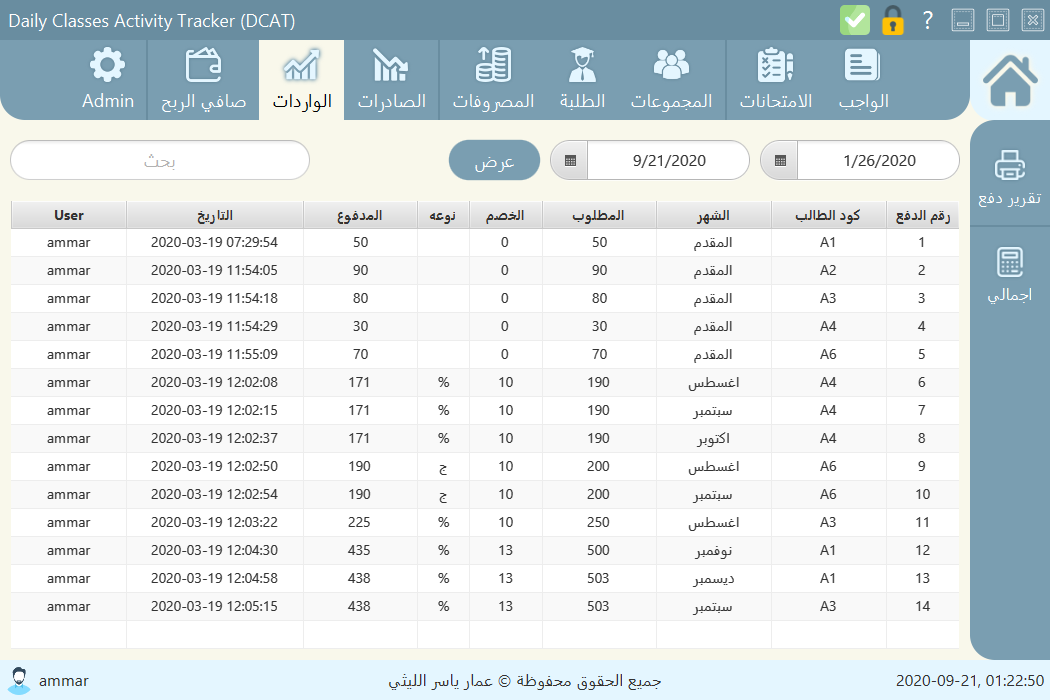 Daily Classes Activity Tracker (DCAT) ?
الواجب الامتحانات المجموعات الطلبة المصروفات الصادرات الواردات صافي الربح Admin
1/26/2020 9/21/2020 عرض بحث
تقرير دفع
اجمالي
رقم الدفع كود الطالب الشهر المطلوب الخصم نوعه المدفوع التاريخ User
1 A1 المقدم 50 0 50 2020-03-19 07:29:54 ammar
2 A2 المقدم 90 0 90 2020-03-19 11:54:05 ammar
3 A3 المقدم 80 0 80 2020-03-19 11:54:18 ammar
4 A4 المقدم 30 0 30 2020-03-19 11:54:29 ammar
5 A6 المقدم 70 0 70 2020-03-19 11:55:09 ammar
6 A4 اغسطس 190 10 % 171 2020-03-19 12:02:08 ammar
7 A4 سبتمبر 190 10 % 171 2020-03-19 12:02:15 ammar
8 A4 اكتوبر 190 10 % 171 2020-03-19 12:02:37 ammar
9 A6 اغسطس 200 10 ج 190 2020-03-19 12:02:50 ammar
10 A6 سبتمبر 200 10 ج 190 2020-03-19 12:02:54 ammar
11 A3 اغسطس 250 10 % 225 2020-03-19 12:03:22 ammar
12 A1 نوفمبر 500 13 % 435 2020-03-19 12:04:30 ammar
13 A1 ديسمبر 503 13 % 438 2020-03-19 12:04:58 ammar
14 A3 سبتمبر 503 13 % 438 2020-03-19 12:05:15 ammar
ammar جميع الحقوق محفوظة © عمار ياسر الليثي 2020-09-21, 01:22:50